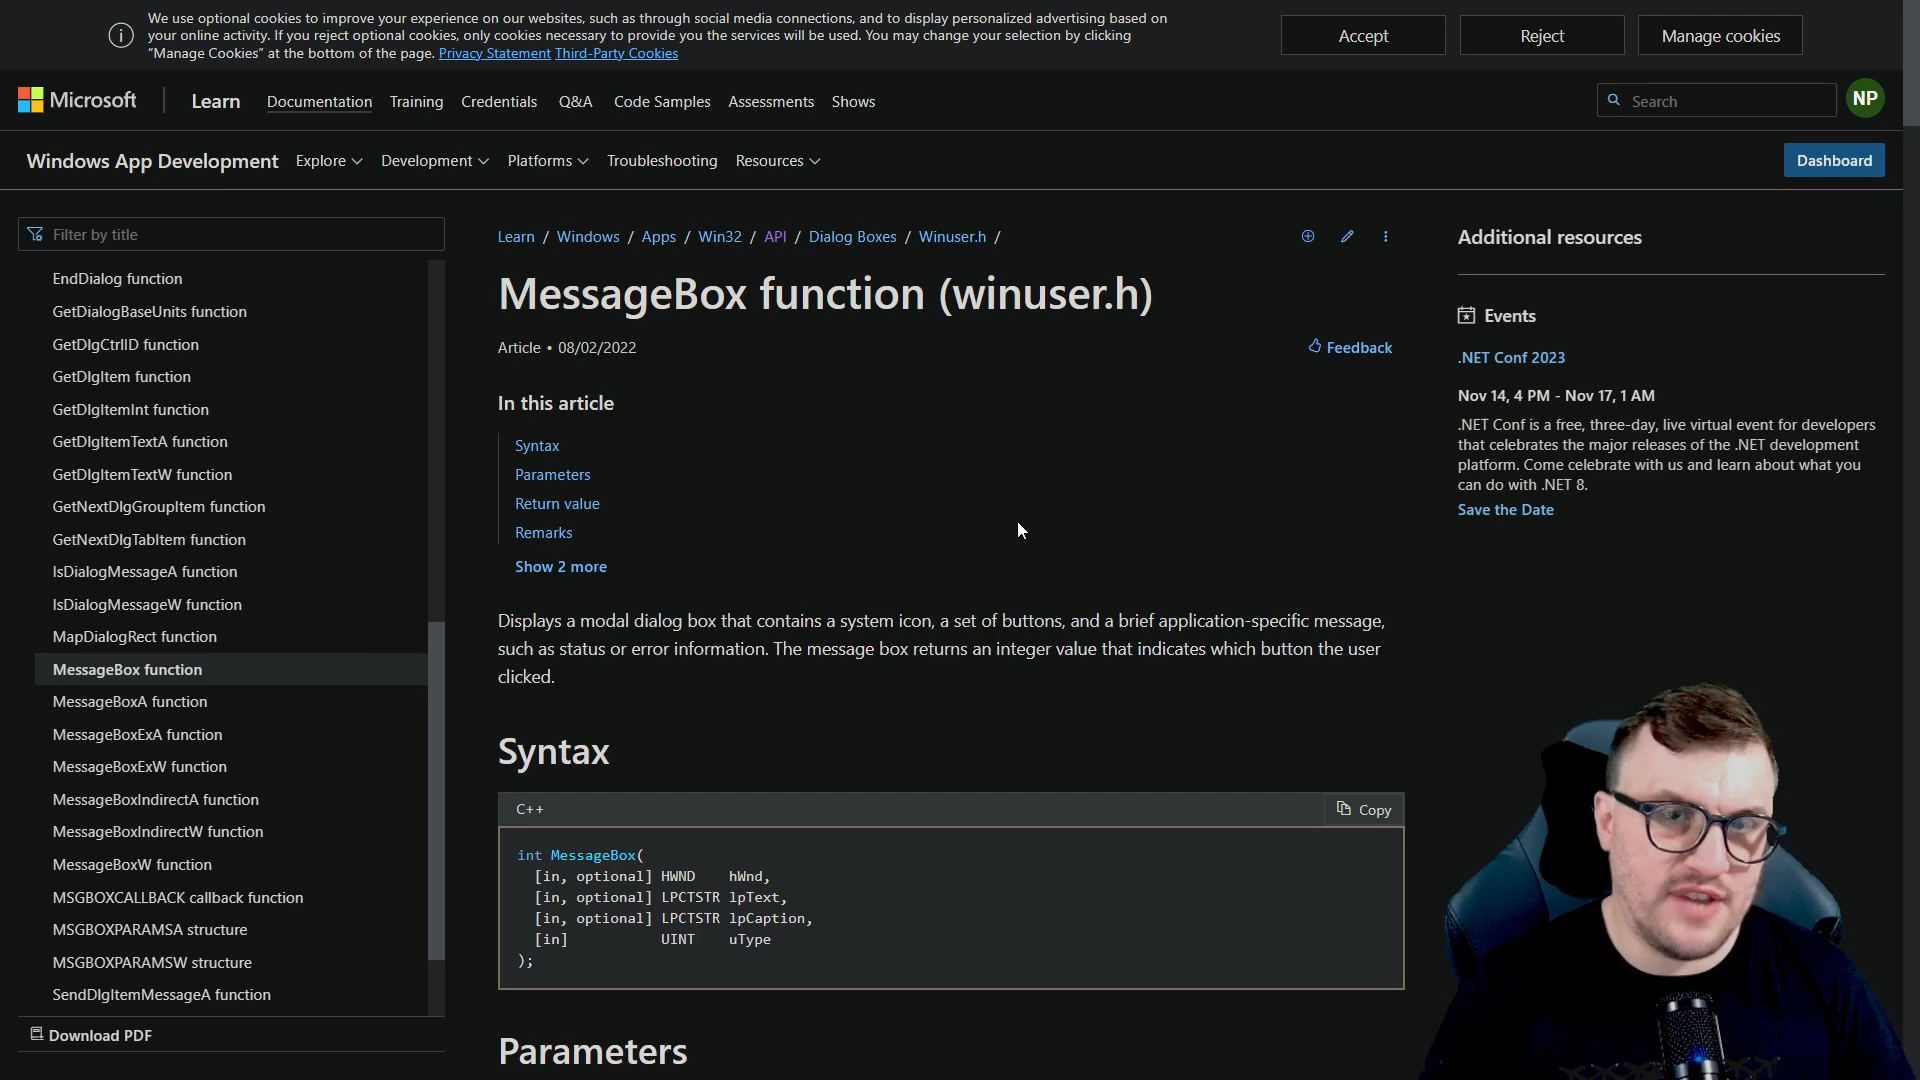 We use optional cookies to improve your experience on our websites, such as through social media connections, and to display personalized advertising based on
your online activity. If you reject optional cookies, only cookies necessary to provide you the services will be used. You may change your selection by clicking
“Manage Cookies” at the bottom of the page. Privacy Statement Third-Party Cookies
Accept
Reject
Manage cookies
Microsoft
Learn
Documentation
Training
Credentials
Q&A
Code Samples
Assessments
Shows
Search
NP
Windows App Development
Explore
Development
Platforms
Troubleshooting
Resources
Dashboard
Filter by title
EndDialog function
GetDialogBaseUnits function
GetDlgCtrlID function
GetDlgItem function
GetDlgItemInt function
GetDlgItemTextA function
GetDlgItemTextW function
GetNextDlgGroupItem function
GetNextDlgTabItem function
IsDialogMessageA function
IsDialogMessageW function
MapDialogRect function
MessageBox function
MessageBoxA function
MessageBoxExA function
MessageBoxExW function
MessageBoxIndirectA function
MessageBoxIndirectW function
MessageBoxW function
MSGBOXCALLBACK callback function
MSGBOXPARAMSA structure
MSGBOXPARAMSW structure
SendDlgItemMessageA function
Download PDF
Learn / Windows / Apps / Win32 / API / Dialog Boxes / Winuser.h /
MessageBox function (winuser.h)
Article • 08/02/2022
Feedback
In this article
Syntax
Parameters
Return value
Remarks
Show 2 more
Displays a modal dialog box that contains a system icon, a set of buttons, and a brief application-specific message,
such as status or error information. The message box returns an integer value that indicates which button the user
clicked.
Syntax
C++
Copy
int MessageBox(
[in, optional] HWND hWnd,
[in, optional] LPCTSTR lpText,
[in, optional] LPCTSTR lpCaption,
[in] UINT uType
);
Parameters
Additional resources
Events
.NET Conf 2023
Nov 14, 4 PM - Nov 17, 1 AM
.NET Conf is a free, three-day, live virtual event for developers
that celebrates the major releases of the .NET development
platform. Come celebrate with us and learn about what you
can do with .NET 8.
Save the Date